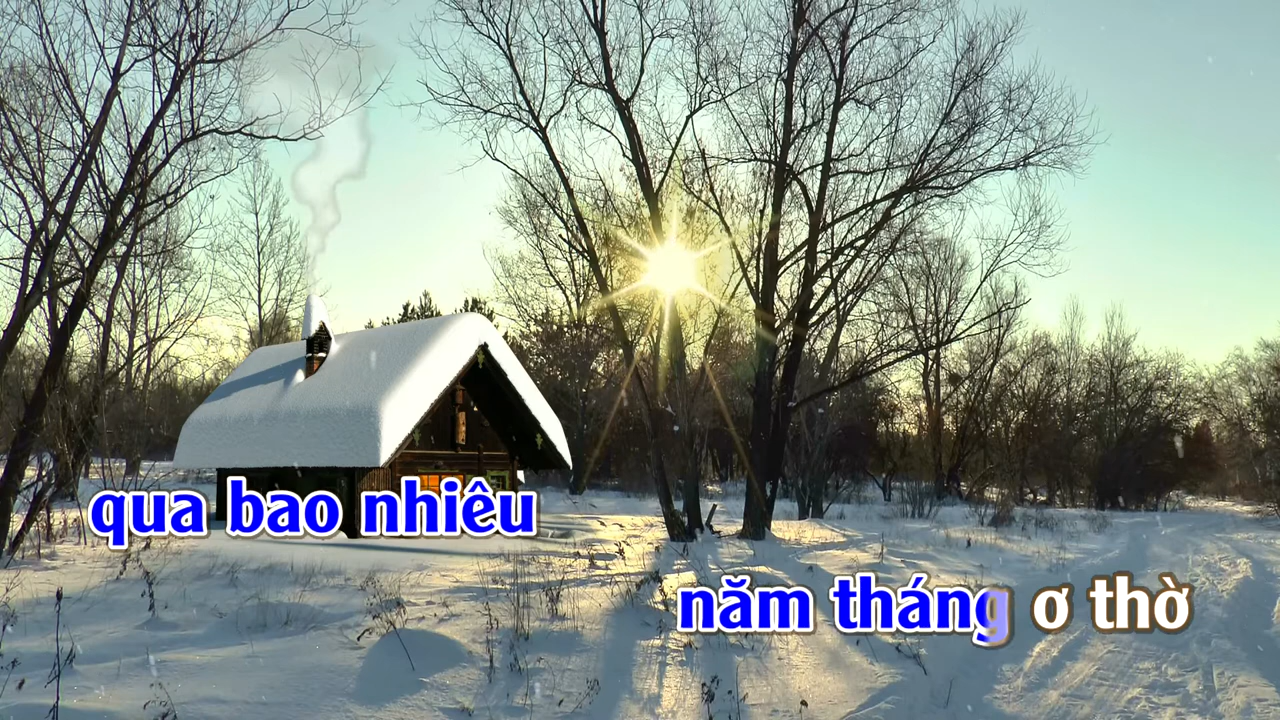 qua bao nhiêu
năm tháng ơ thờ